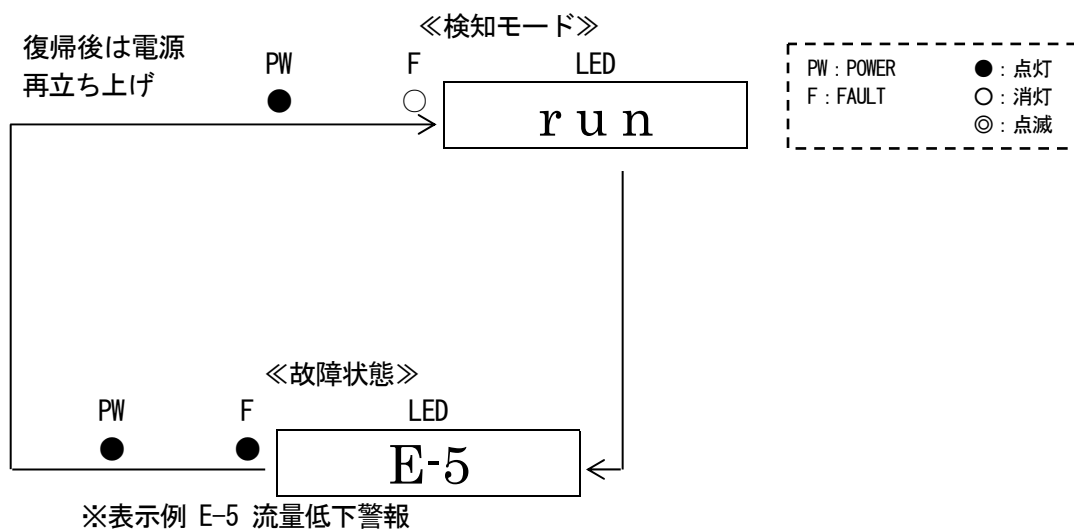 ≪検知モード≫
復帰後は電源
再立ち上げ
PW F LED
run
PW：POWER ●：点灯
F：FAULT ○：消灯
◎：点滅
≪故障状態≫
PW F LED
E-5
※表示例 E-5 流量低下警報